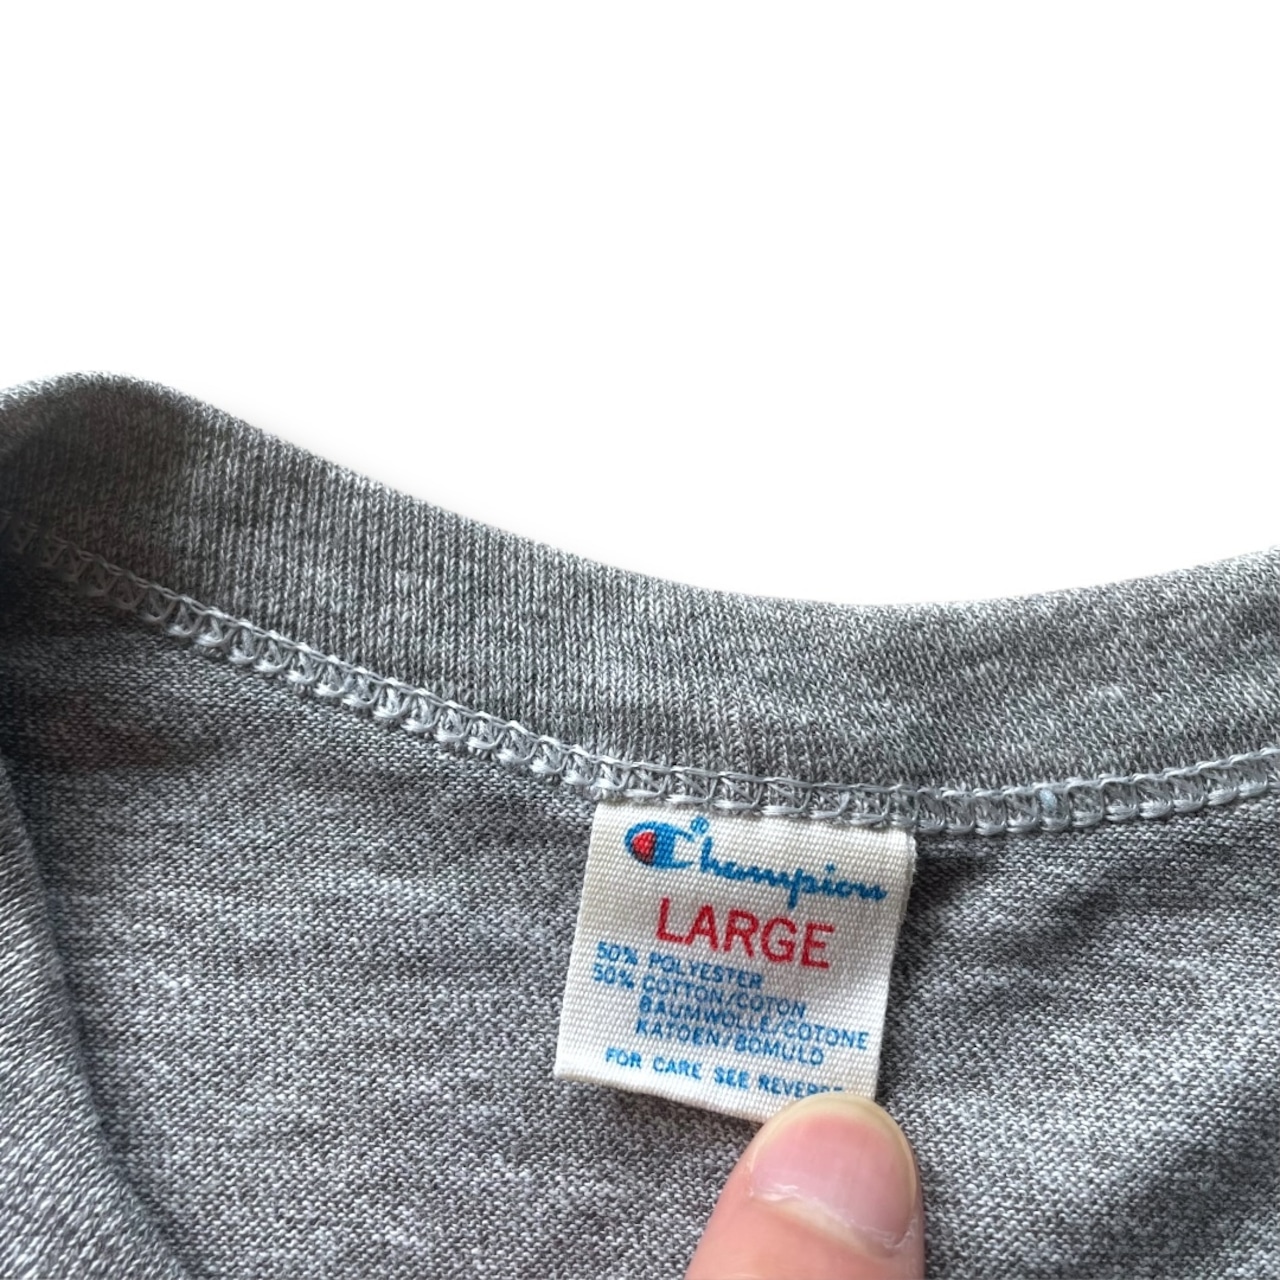 Champion
LARGE
50% POLYESTER
50% COTTON/COTON
BAUMWOLLE/COTONE
KATOEN/BOMULD
FOR CARE SEE REVERSE